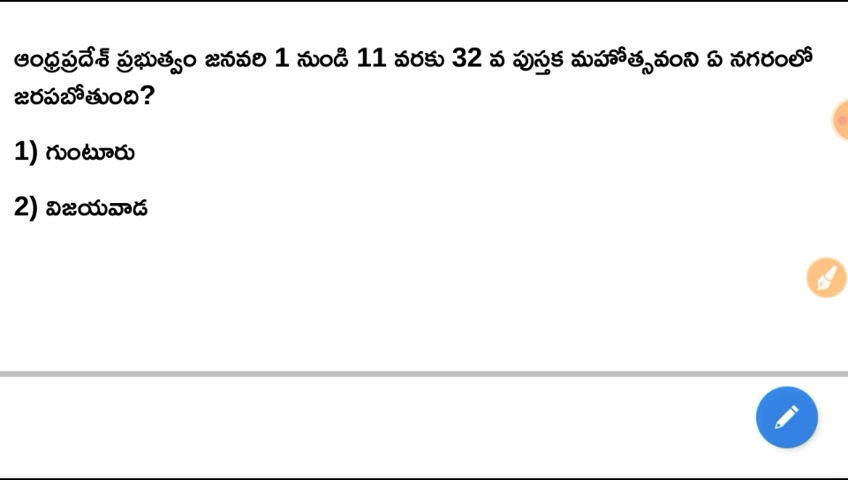 ఆంధ్రప్రదేశ్ ప్రభుత్వం జనవరి 1 నుండి 11 వరకు 32 వ పుస్తక మహోత్సవంని ఏ నగరంలో
జరపబోతుంది?
1) గుంటూరు
2) విజయవాడ